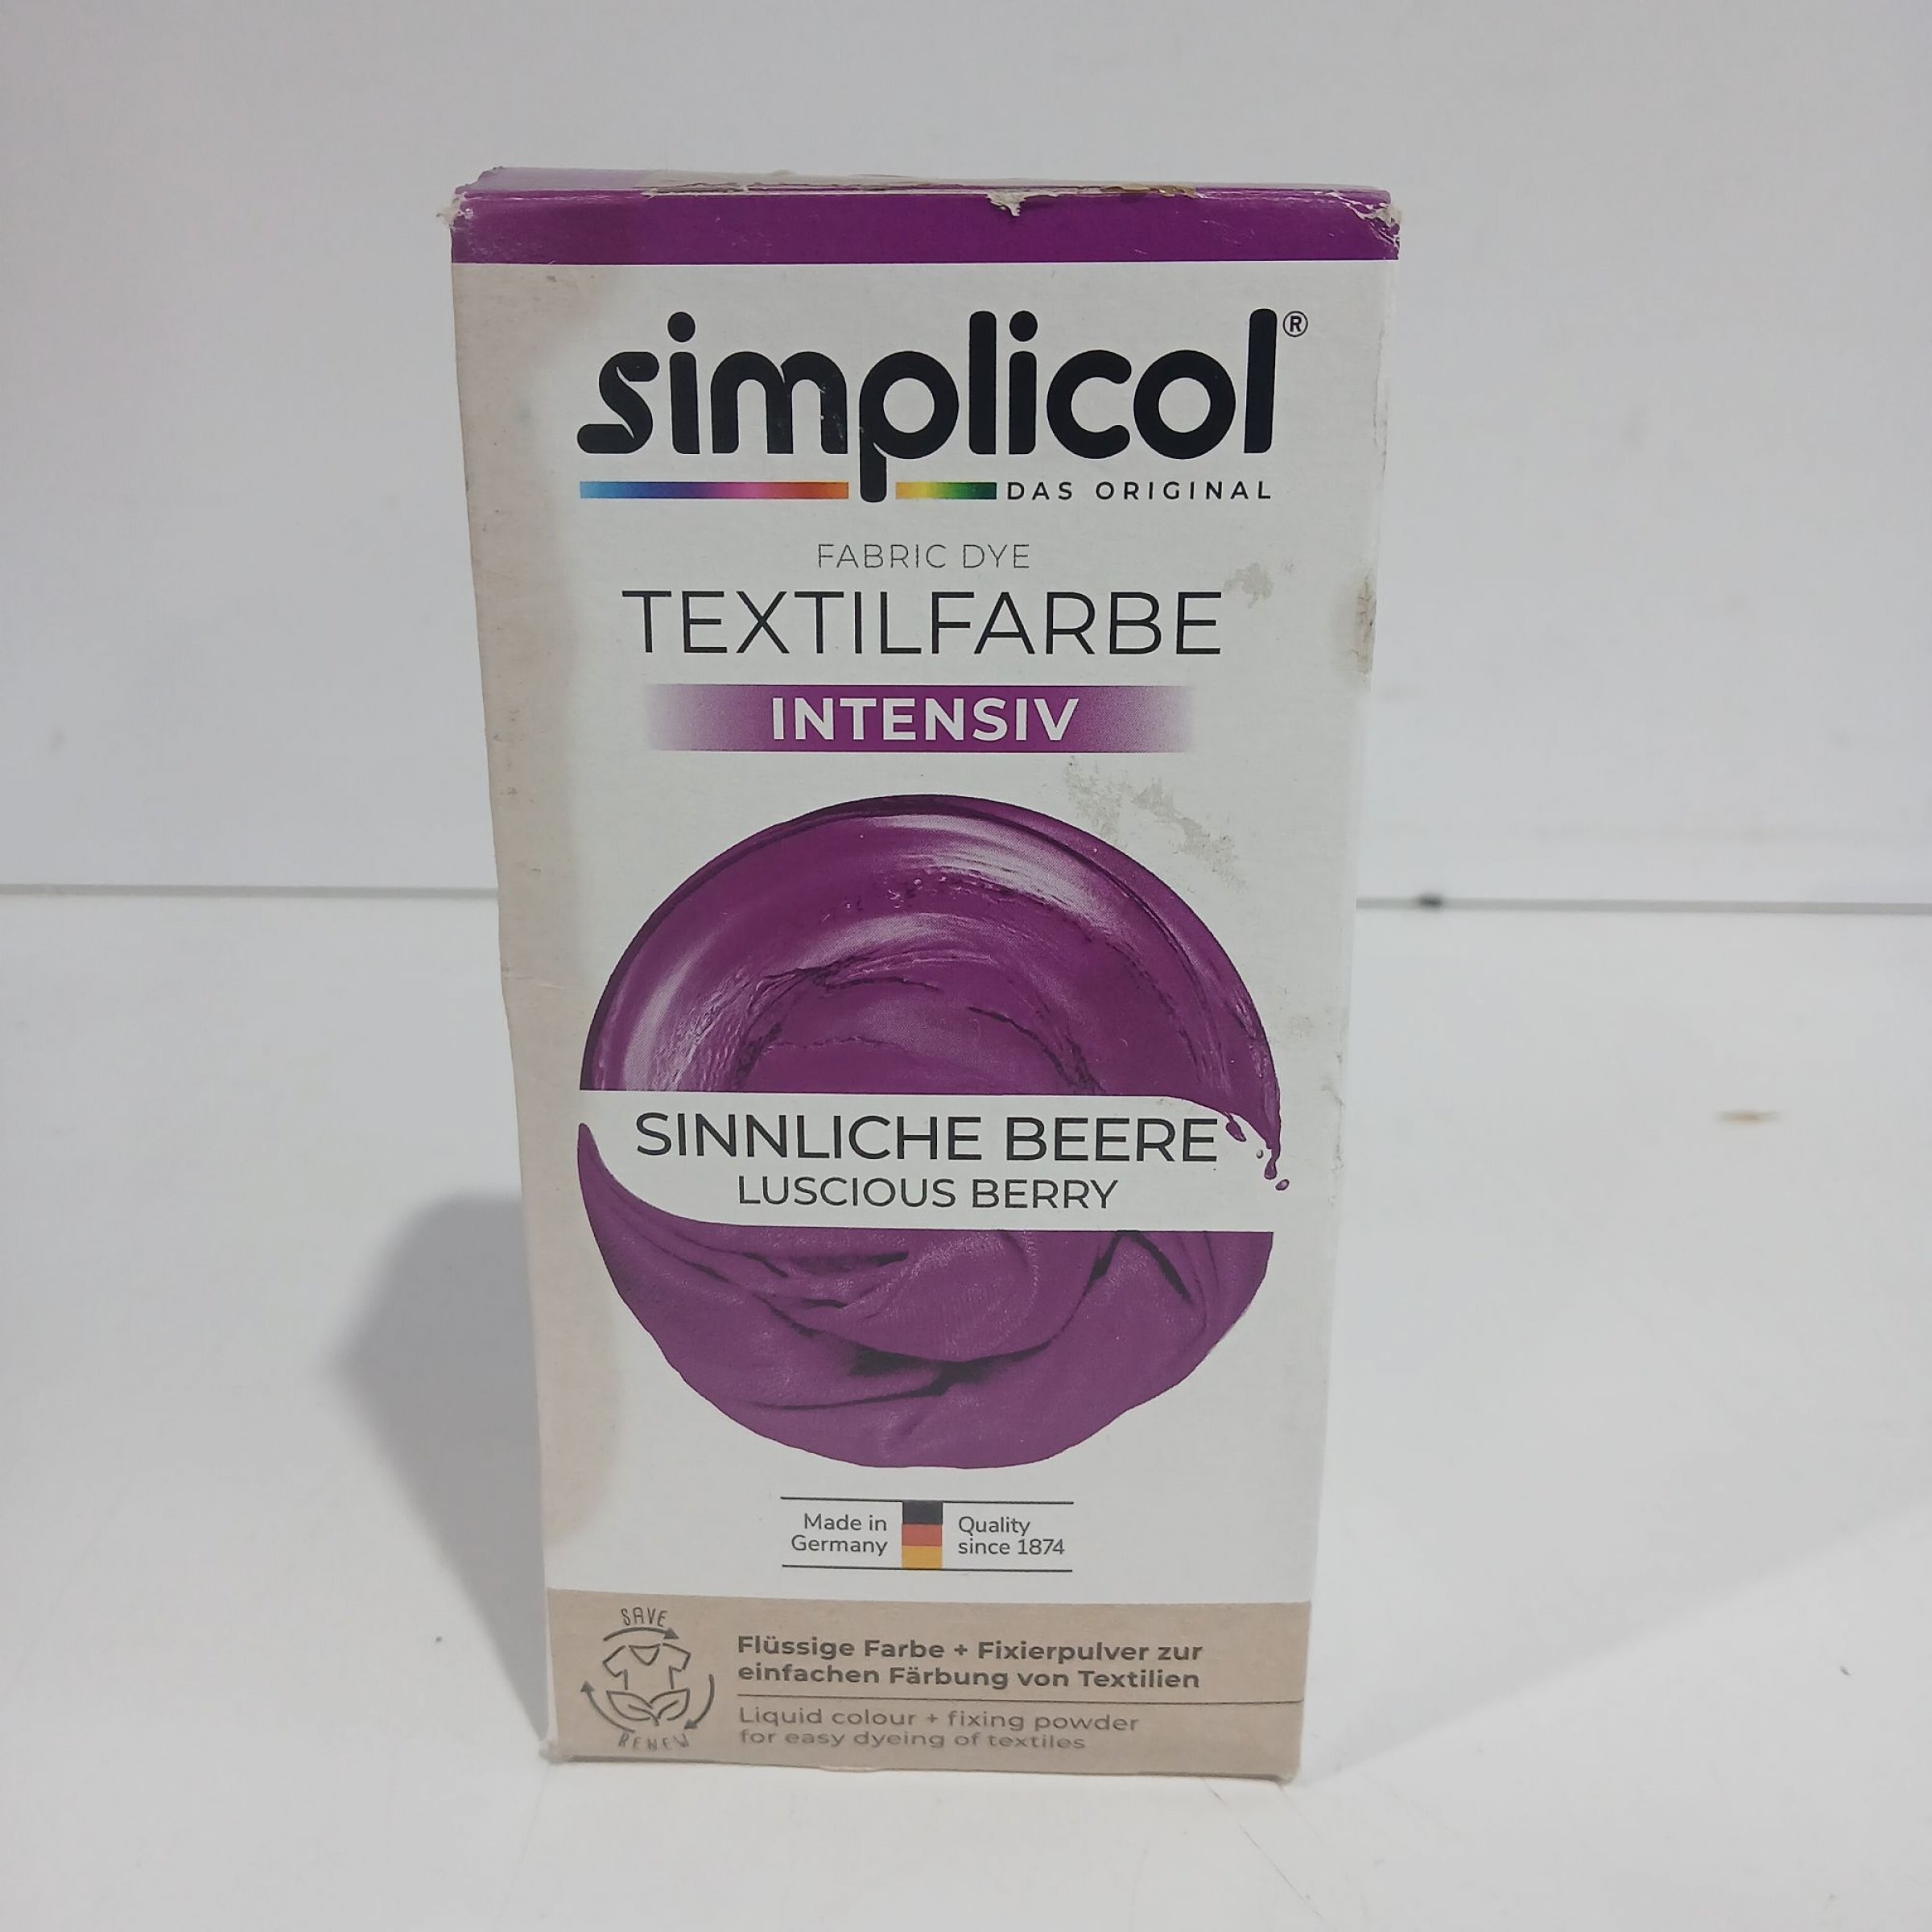 simplicol®
DAS ORIGINAL
FABRIC DYE
TEXTILFARBE
INTENSIV
SINNLICHE BEERE
LUSCIOUS BERRY
Made in
Germany
Quality
since 1874
SAVE
RENEW
Flüssige Farbe + Fixierpulver zur
einfachen Färbung von Textilien
Liquid colour + fixing powder
for easy dyeing of textiles